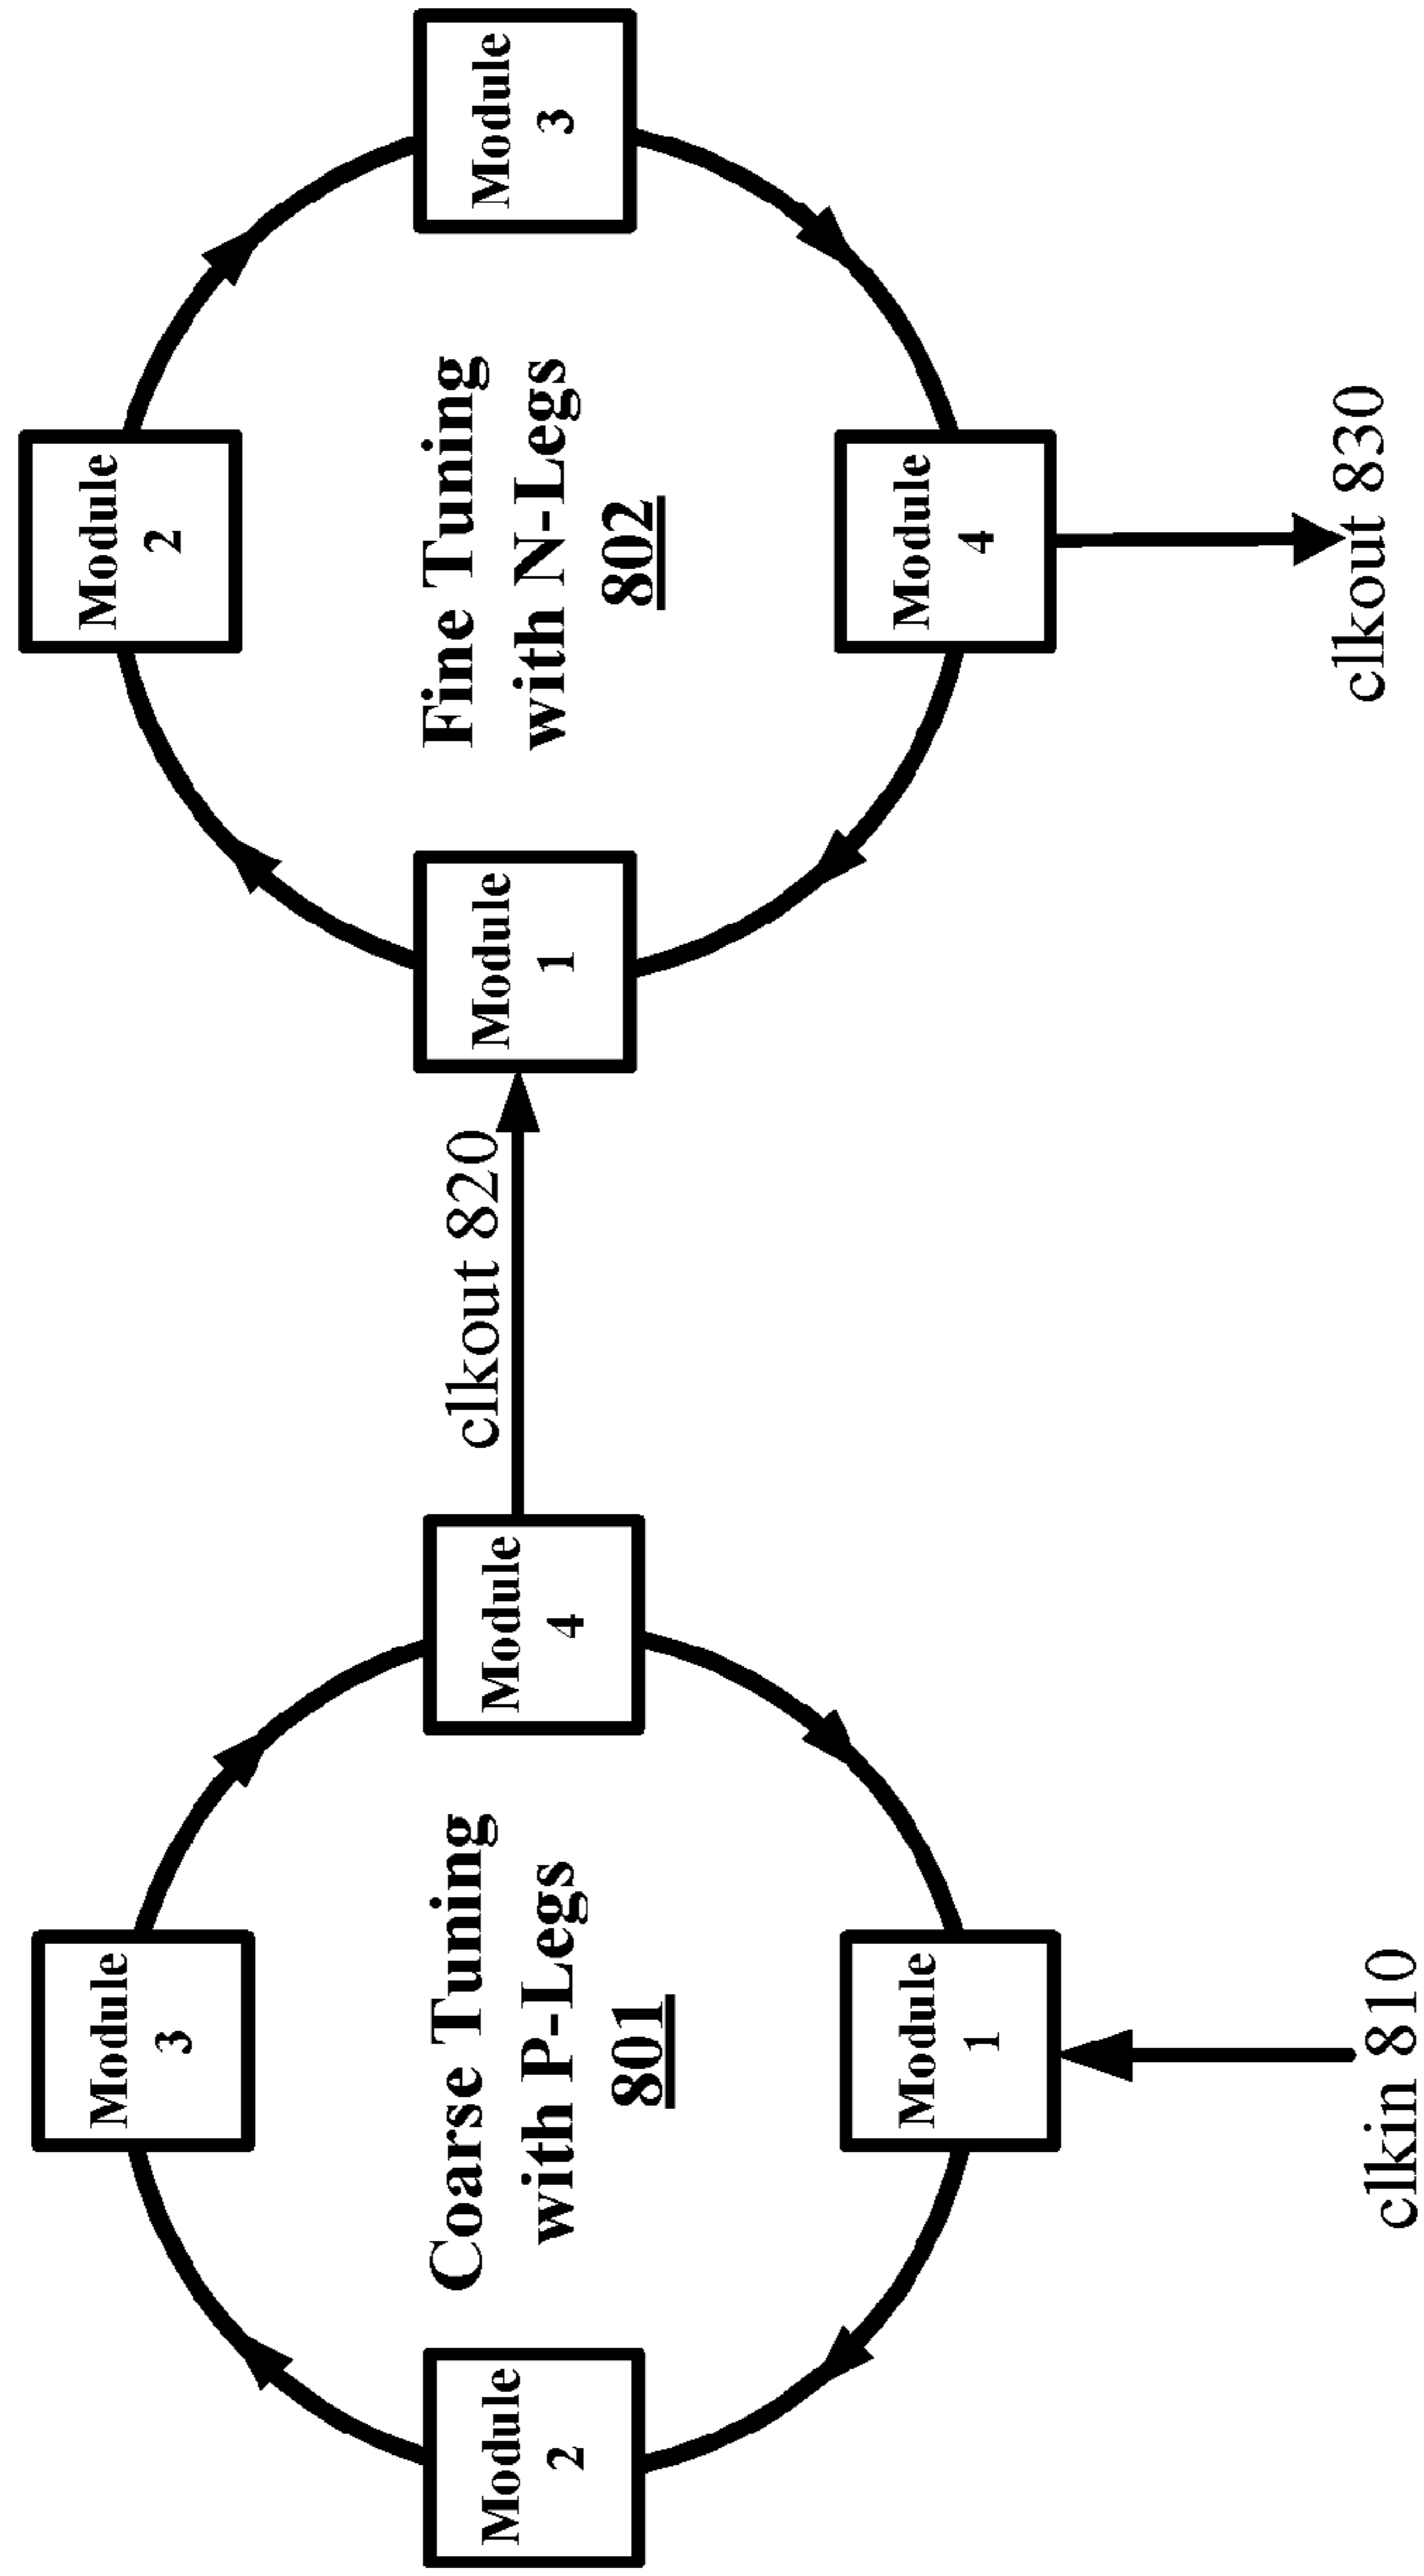 Module
3
Module
2
Coarse Tuning
with P-Legs
801
Module
4
Module
1
clkin 810
clkout 820
Module
2
Module
1
Fine Tuning
with N-Legs
802
Module
3
Module
4
clkout 830